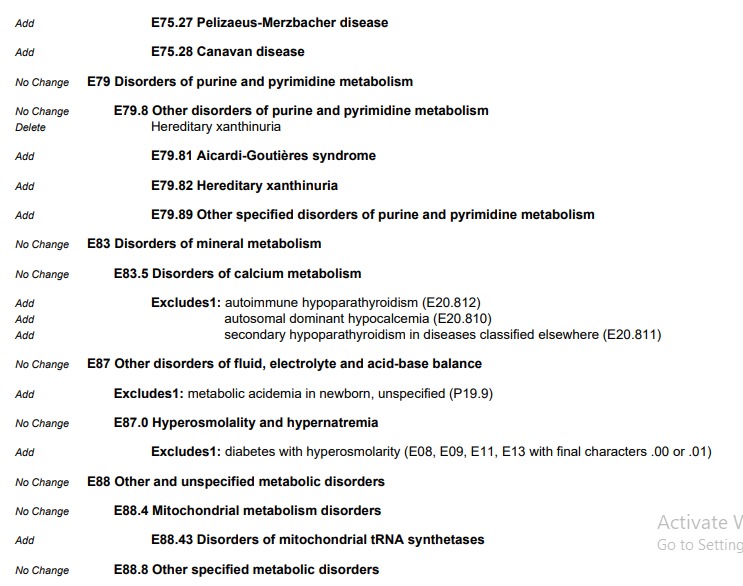 Add E75.27 Pelizaeus-Merzbacher disease
Add E75.28 Canavan disease
No Change E79 Disorders of purine and pyrimidine metabolism
No Change E79.8 Other disorders of purine and pyrimidine metabolism
Delete Hereditary xanthinuria
Add E79.81 Aicardi-Goutières syndrome
Add E79.82 Hereditary xanthinuria
Add E79.89 Other specified disorders of purine and pyrimidine metabolism
No Change E83 Disorders of mineral metabolism
No Change E83.5 Disorders of calcium metabolism
Add Excludes1: autoimmune hypoparathyroidism (E20.812)
Add autosomal dominant hypocalcemia (E20.810)
Add secondary hypoparathyroidism in diseases classified elsewhere (E20.811)
No Change E87 Other disorders of fluid, electrolyte and acid-base balance
Add Excludes1: metabolic acidemia in newborn, unspecified (P19.9)
No Change E87.0 Hyperosmolality and hypernatremia
Add Excludes1: diabetes with hyperosmolarity (E08, E09, E11, E13 with final characters .00 or .01)
No Change E88 Other and unspecified metabolic disorders
No Change E88.4 Mitochondrial metabolism disorders
Activate W
Add E88.43 Disorders of mitochondrial tRNA synthetases
Go to Setting
No Change E88.8 Other specified metabolic disorders